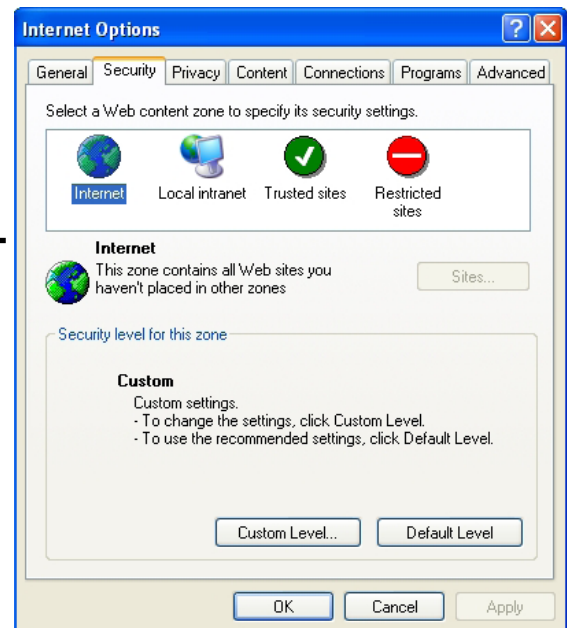 Internet Options
General Security Privacy Content Connections Programs Advanced
Select a Web content zone to specify its security settings.
Internet Local intranet Trusted sites Restricted
sites
Internet
This zone contains all Web sites you
haven't placed in other zones
Sites...
Security level for this zone
Custom
Custom settings.
- To change the settings, click Custom Level.
- To use the recommended settings, click Default Level.
Custom Level... Default Level
OK Cancel Apply